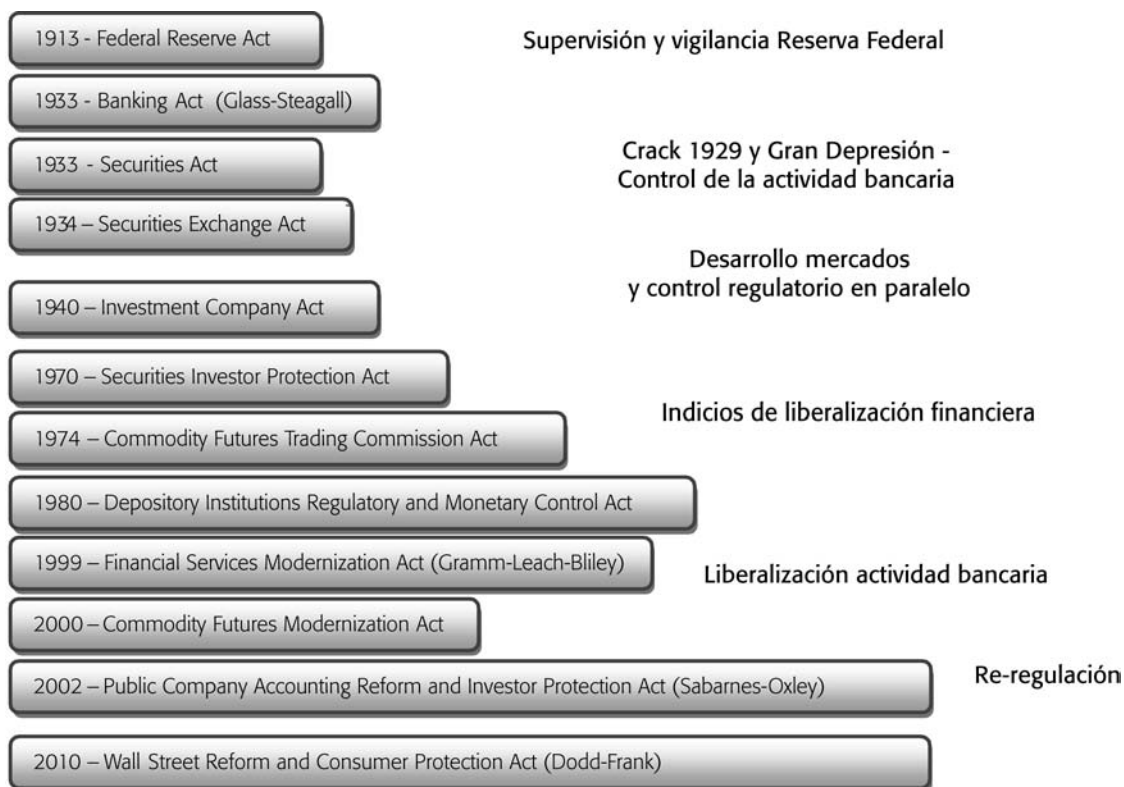 1913 - Federal Reserve Act
Supervisión y vigilancia Reserva Federal
1933 - Banking Act (Glass-Steagall)
1933 - Securities Act
Crack 1929 y Gran Depresión -
Control de la actividad bancaria
1934 – Securities Exchange Act
Desarrollo mercados
y control regulatorio en paralelo
1940 – Investment Company Act
1970 – Securities Investor Protection Act
Indicios de liberalización financiera
1974 – Commodity Futures Trading Commission Act
1980 – Depository Institutions Regulatory and Monetary Control Act
1999 – Financial Services Modernization Act (Gramm-Leach-Bliley)
Liberalización actividad bancaria
2000 – Commodity Futures Modernization Act
2002 – Public Company Accounting Reform and Investor Protection Act (Sabarnes-Oxley)
Re-regulación
2010 – Wall Street Reform and Consumer Protection Act (Dodd-Frank)